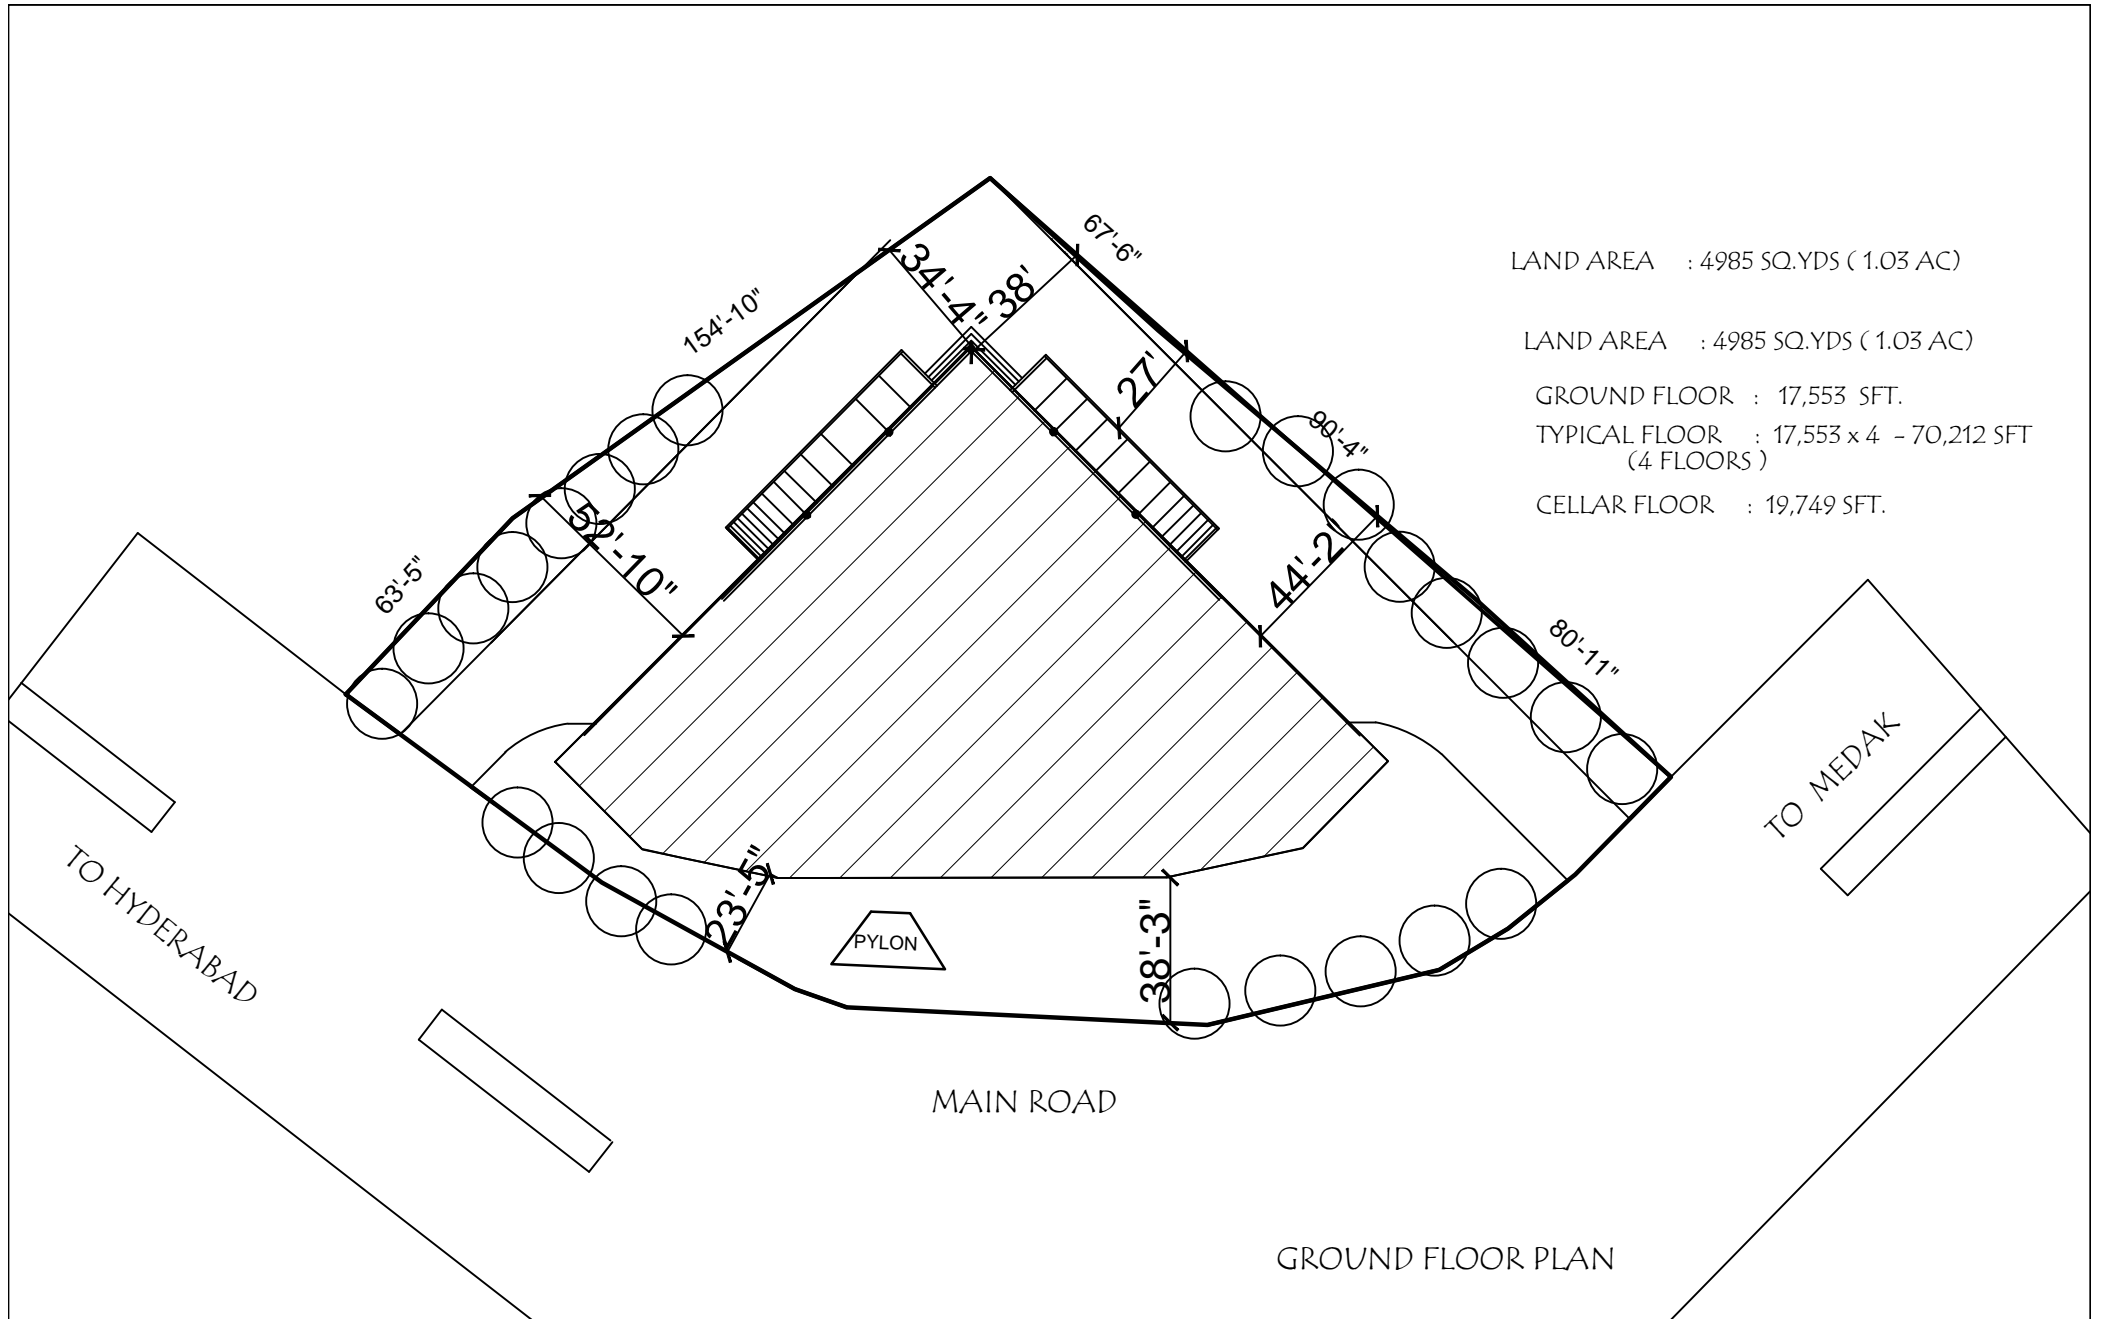 67'-6"
LAND AREA : 4985 SQ.YDS ( 1.03 AC)
34'-4"
38'
154'-10"
LAND AREA : 4985 SQ.YDS ( 1.03 AC)
27'
GROUND FLOOR : 17,553 SFT.
90'-4"
TYPICAL FLOOR : 17,553 x 4 - 70,212 SFT
(4 FLOORS )
CELLAR FLOOR : 19,749 SFT.
52'-10"
44'-2"
63'-5"
80'-11"
TO MEDAK
TO HYDERABAD
23'-5"
PYLON
38'-3"
MAIN ROAD
GROUND FLOOR PLAN